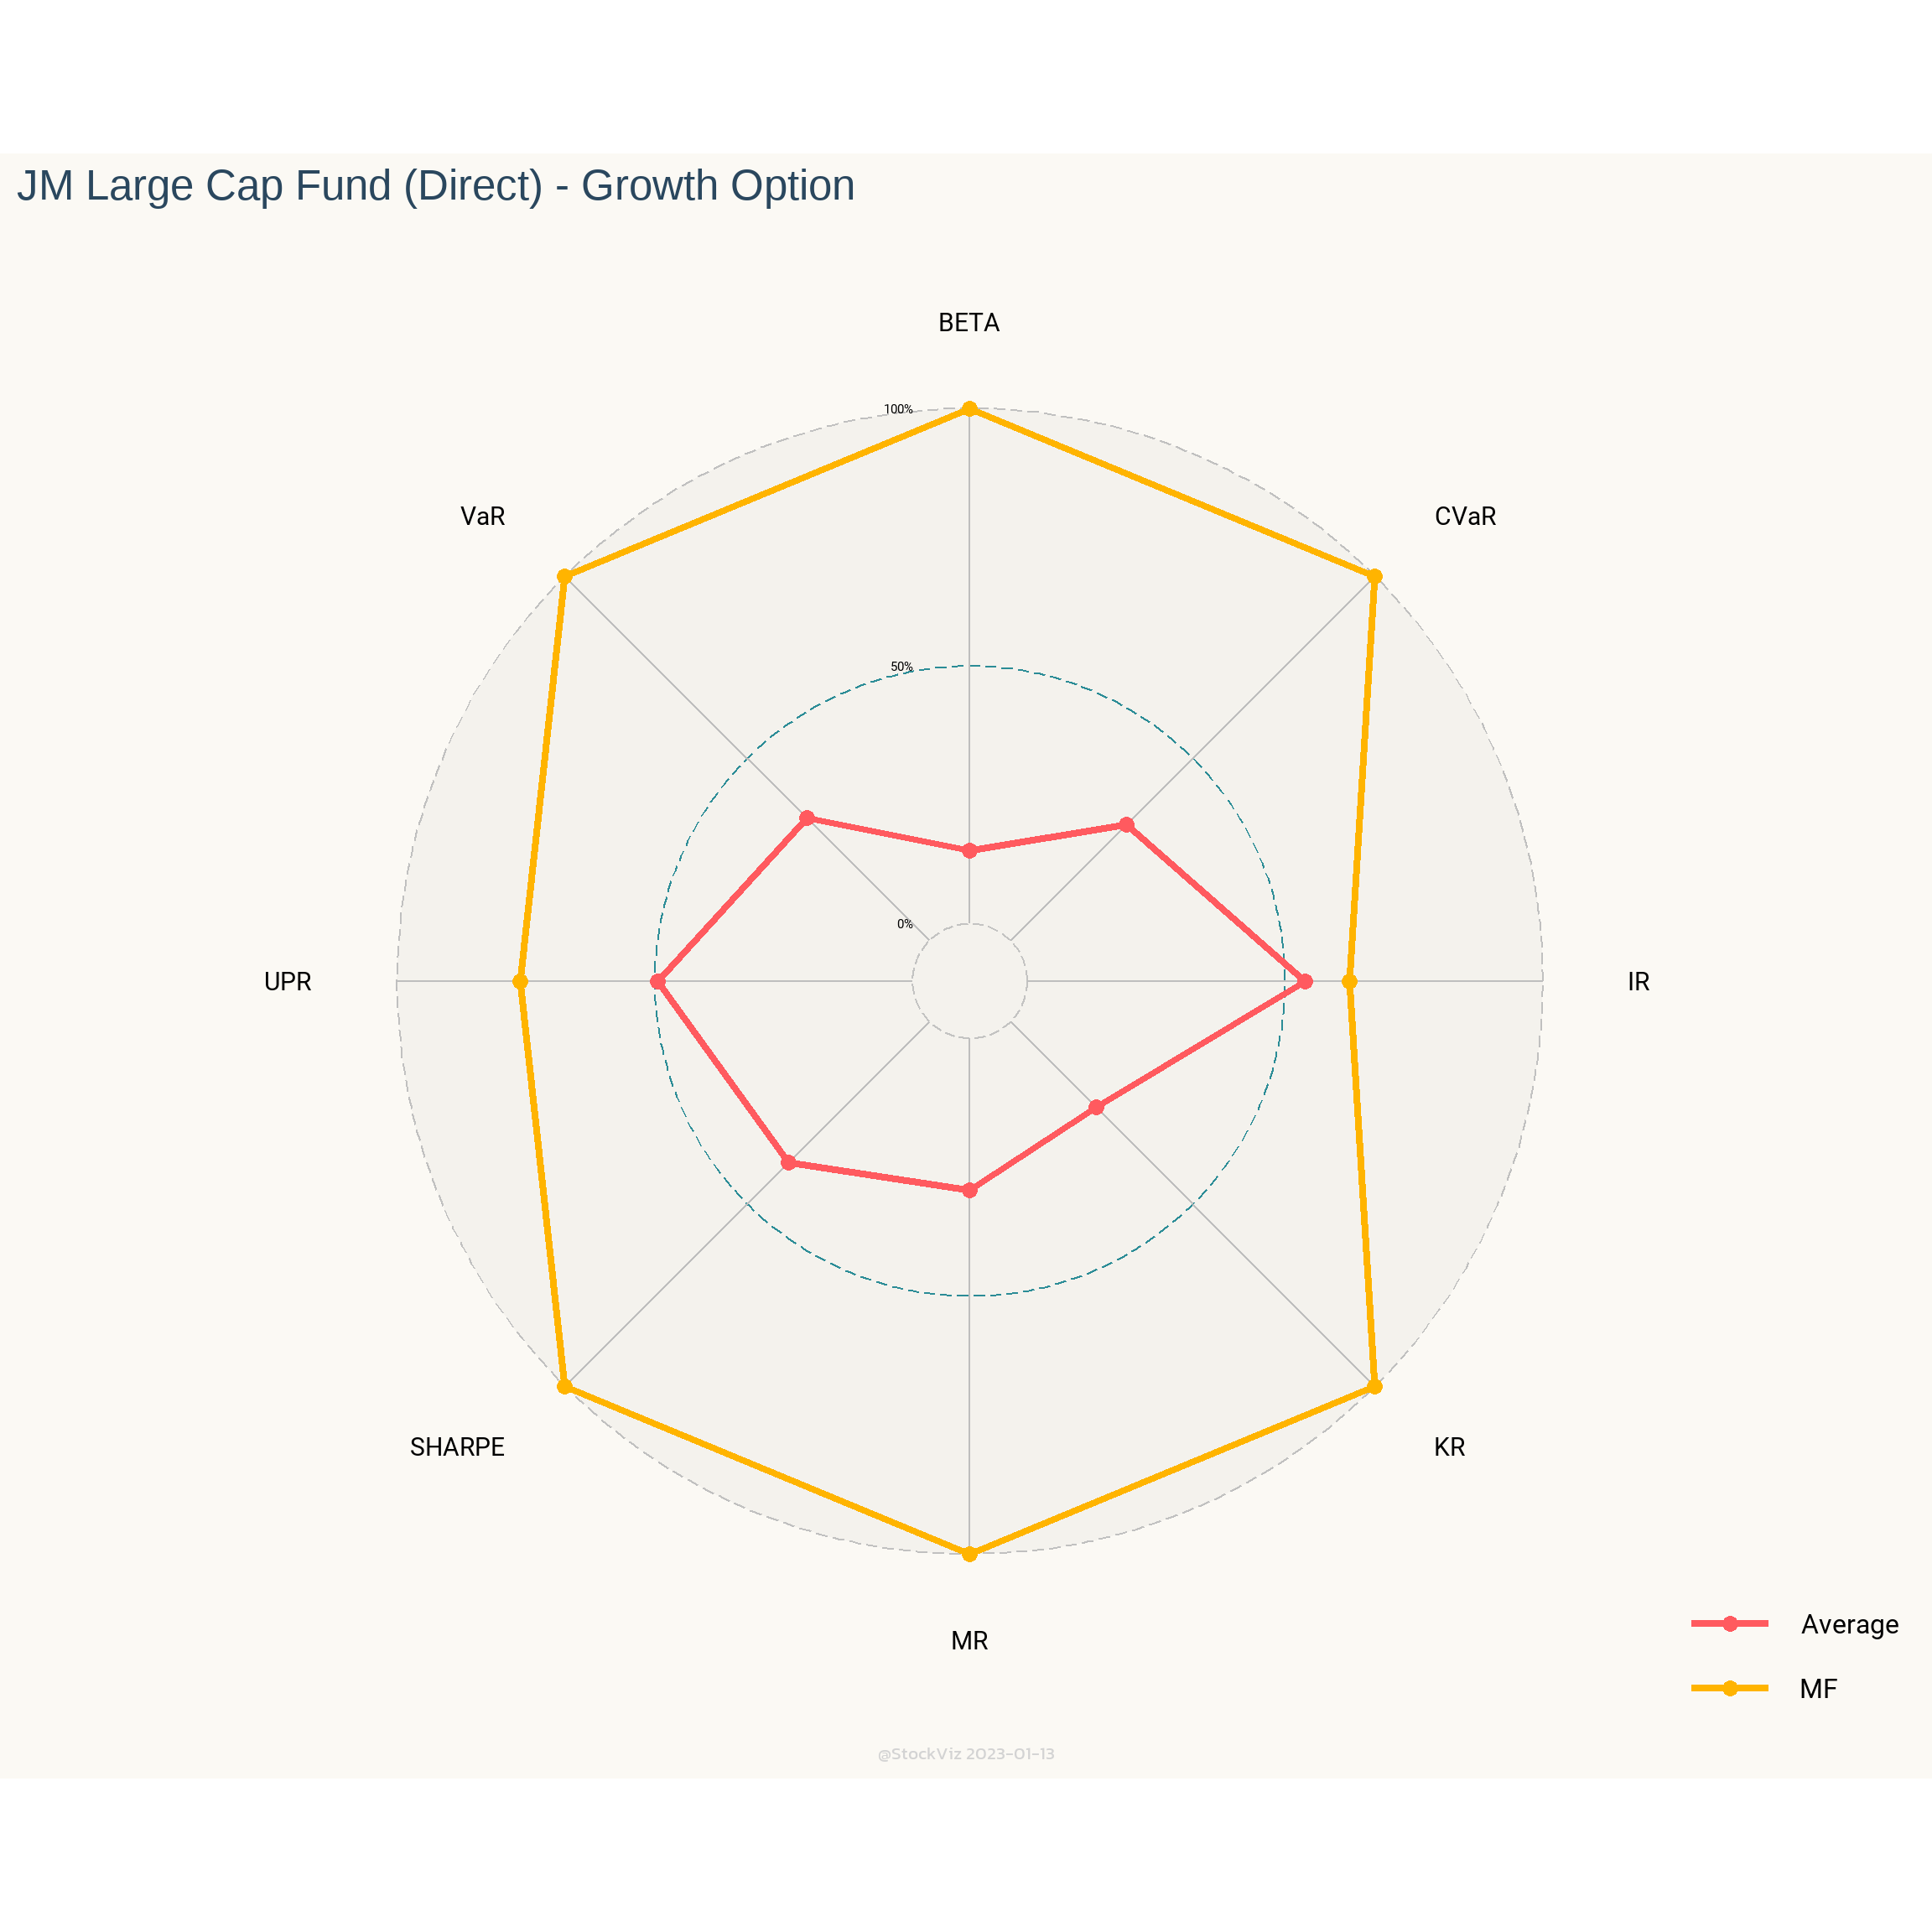 JM Large Cap Fund (Direct) - Growth Option
BETA
100%
VaR
CVaR
50%
0%
UPR
IR
SHARPE
KR
MR
Average
MF
@StockViz 2023-01-13